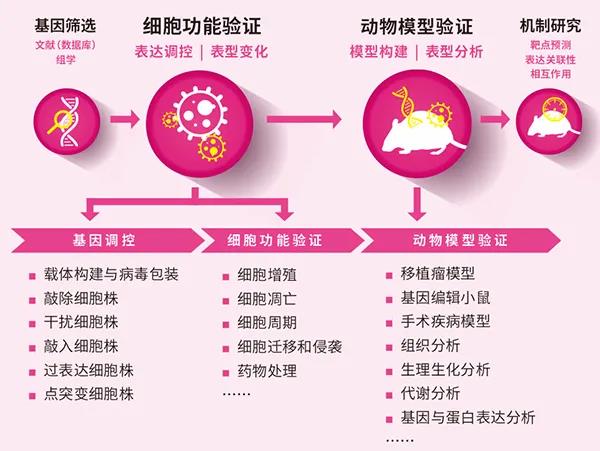 基因筛选
文献(数据库)
组学
细胞功能验证
表达调控 | 表型变化
动物模型验证
模型构建 | 表型分析
机制研究
靶点预测
表达关联性
相互作用
基因调控
载体构建与病毒包装
敲除细胞株
干扰细胞株
敲入细胞株
过表达细胞株
点突变细胞株
细胞功能验证
细胞增殖
细胞凋亡
细胞周期
细胞迁移和侵袭
药物处理
……
动物模型验证
移植瘤模型
基因编辑小鼠
手术疾病模型
组织分析
生理生化分析
代谢分析
基因与蛋白表达分析
……